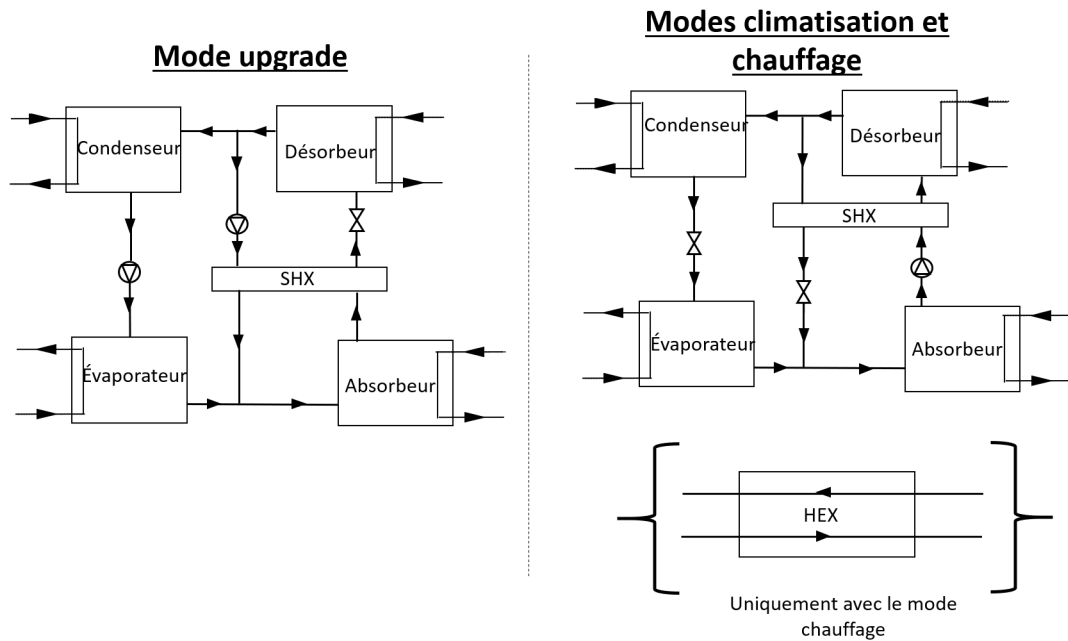 Mode upgrade
Condenseur
Désorbeur
SHX
Évaporateur
Absorbeur
Modes climatisation et
chauffage
Condenseur
Désorbeur
SHX
Évaporateur
Absorbeur
HEX
Uniquement avec le mode
chauffage